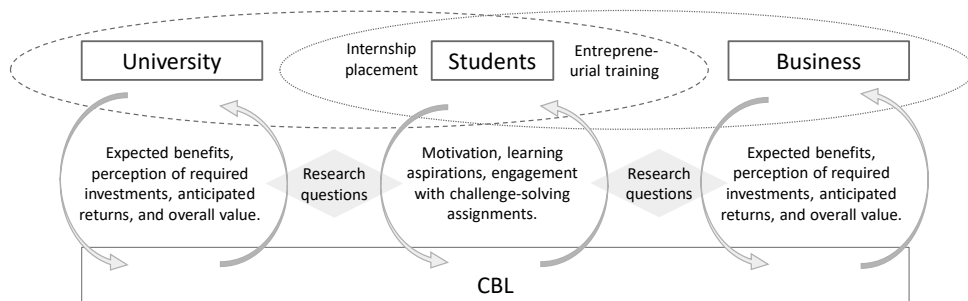 University
Internship
placement
Students
Entreprene-
urial training
Business
Expected benefits,
perception of required
investments, anticipated
returns, and overall value.
Research
questions
Motivation, learning
aspirations, engagement
with challenge-solving
assignments.
Research
questions
Expected benefits,
perception of required
investments, anticipated
returns, and overall value.
CBL